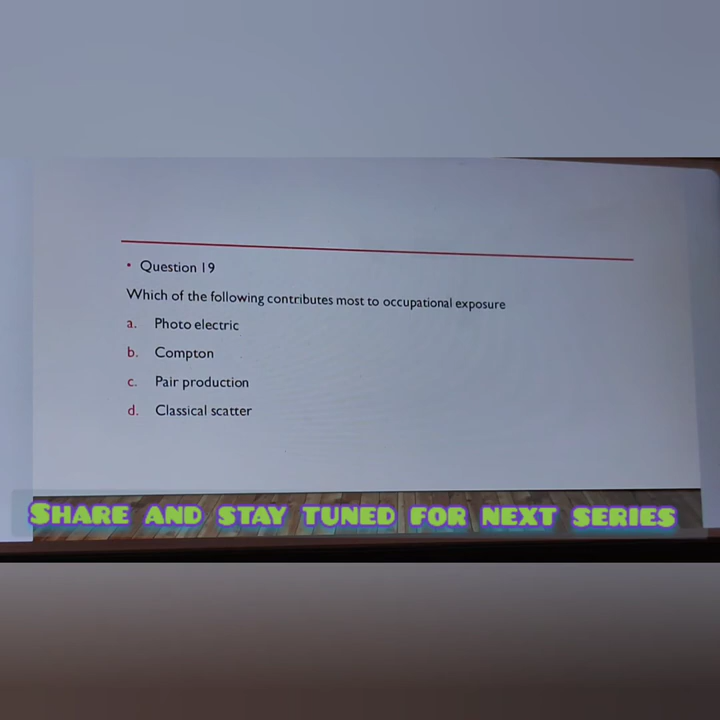 • Question 19
Which of the following contributes most to occupational exposure
a. Photo electric
b. Compton
c. Pair production
d. Classical scatter
SHARE AND STAY TUNED FOR NEXT SERIES